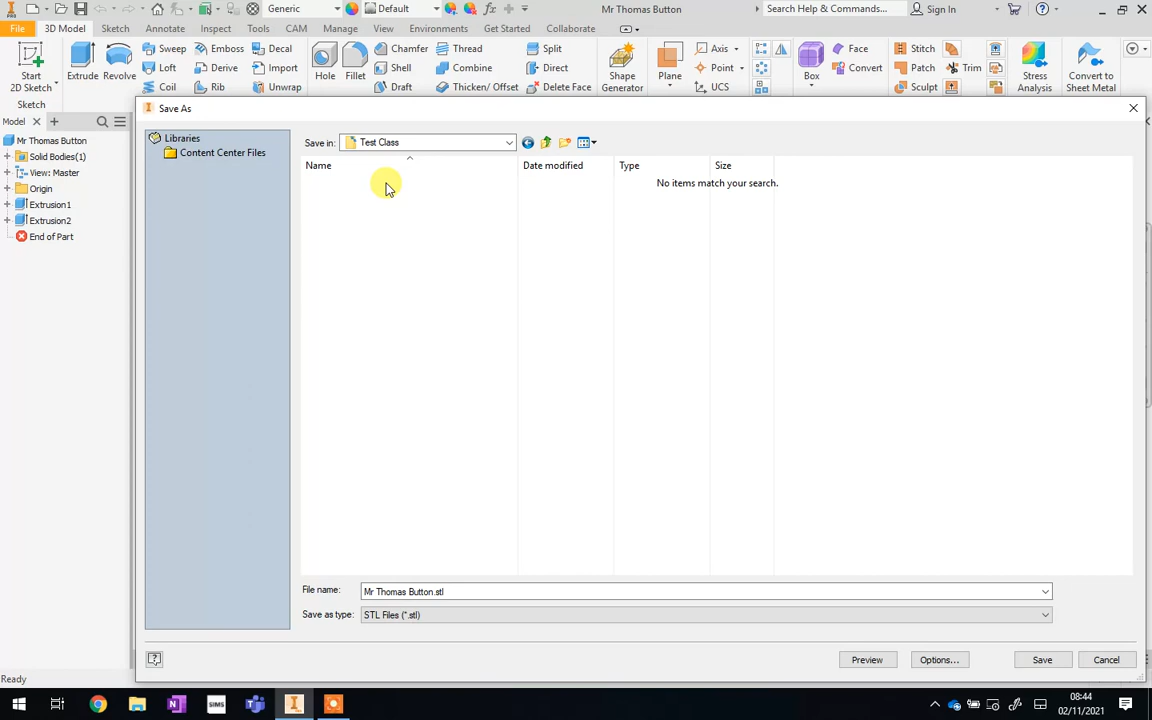 Generic Default fx Mr Thomas Button Search Help & Commands... Sign In
File 3D Model Sketch Annotate Inspect Tools CAM Manage View Environments Get Started Collaborate
Sweep Emboss Decal Chamfer Thread Split Axis Face Stitch
Loft Derive Import Shell Combine Direct Point Convert Patch Trim
Start 2D Sketch Extrude Revolve Hole Fillet Shape Generator Plane Box Stress Analysis Convert to Sheet Metal
Coil Rib Unwrap Draft Thicken/ Offset Delete Face UCS Sculpt
Sketch
Save As
Model
Mr Thomas Button
Solid Bodies(1)
View: Master
Origin
Extrusion1
Extrusion2
End of Part
Libraries
Content Center Files
Save in: Test Class
Name Date modified Type Size
No items match your search.
File name: Mr Thomas Button.stl
Save as type: STL Files (*.stl)
Preview Options... Save Cancel
Ready
SIMS
08:44
02/11/2021